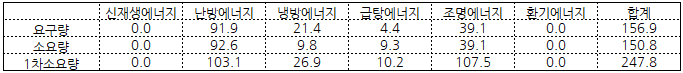 신재생에너지 난방에너지 냉방에너지 급탕에너지 조명에너지 환기에너지 합계
요구량 0.0 91.9 21.4 4.4 39.1 0.0 156.9
소요량 0.0 92.6 9.8 9.3 39.1 0.0 150.8
1차소요량 0.0 103.1 26.9 10.2 107.5 0.0 247.8